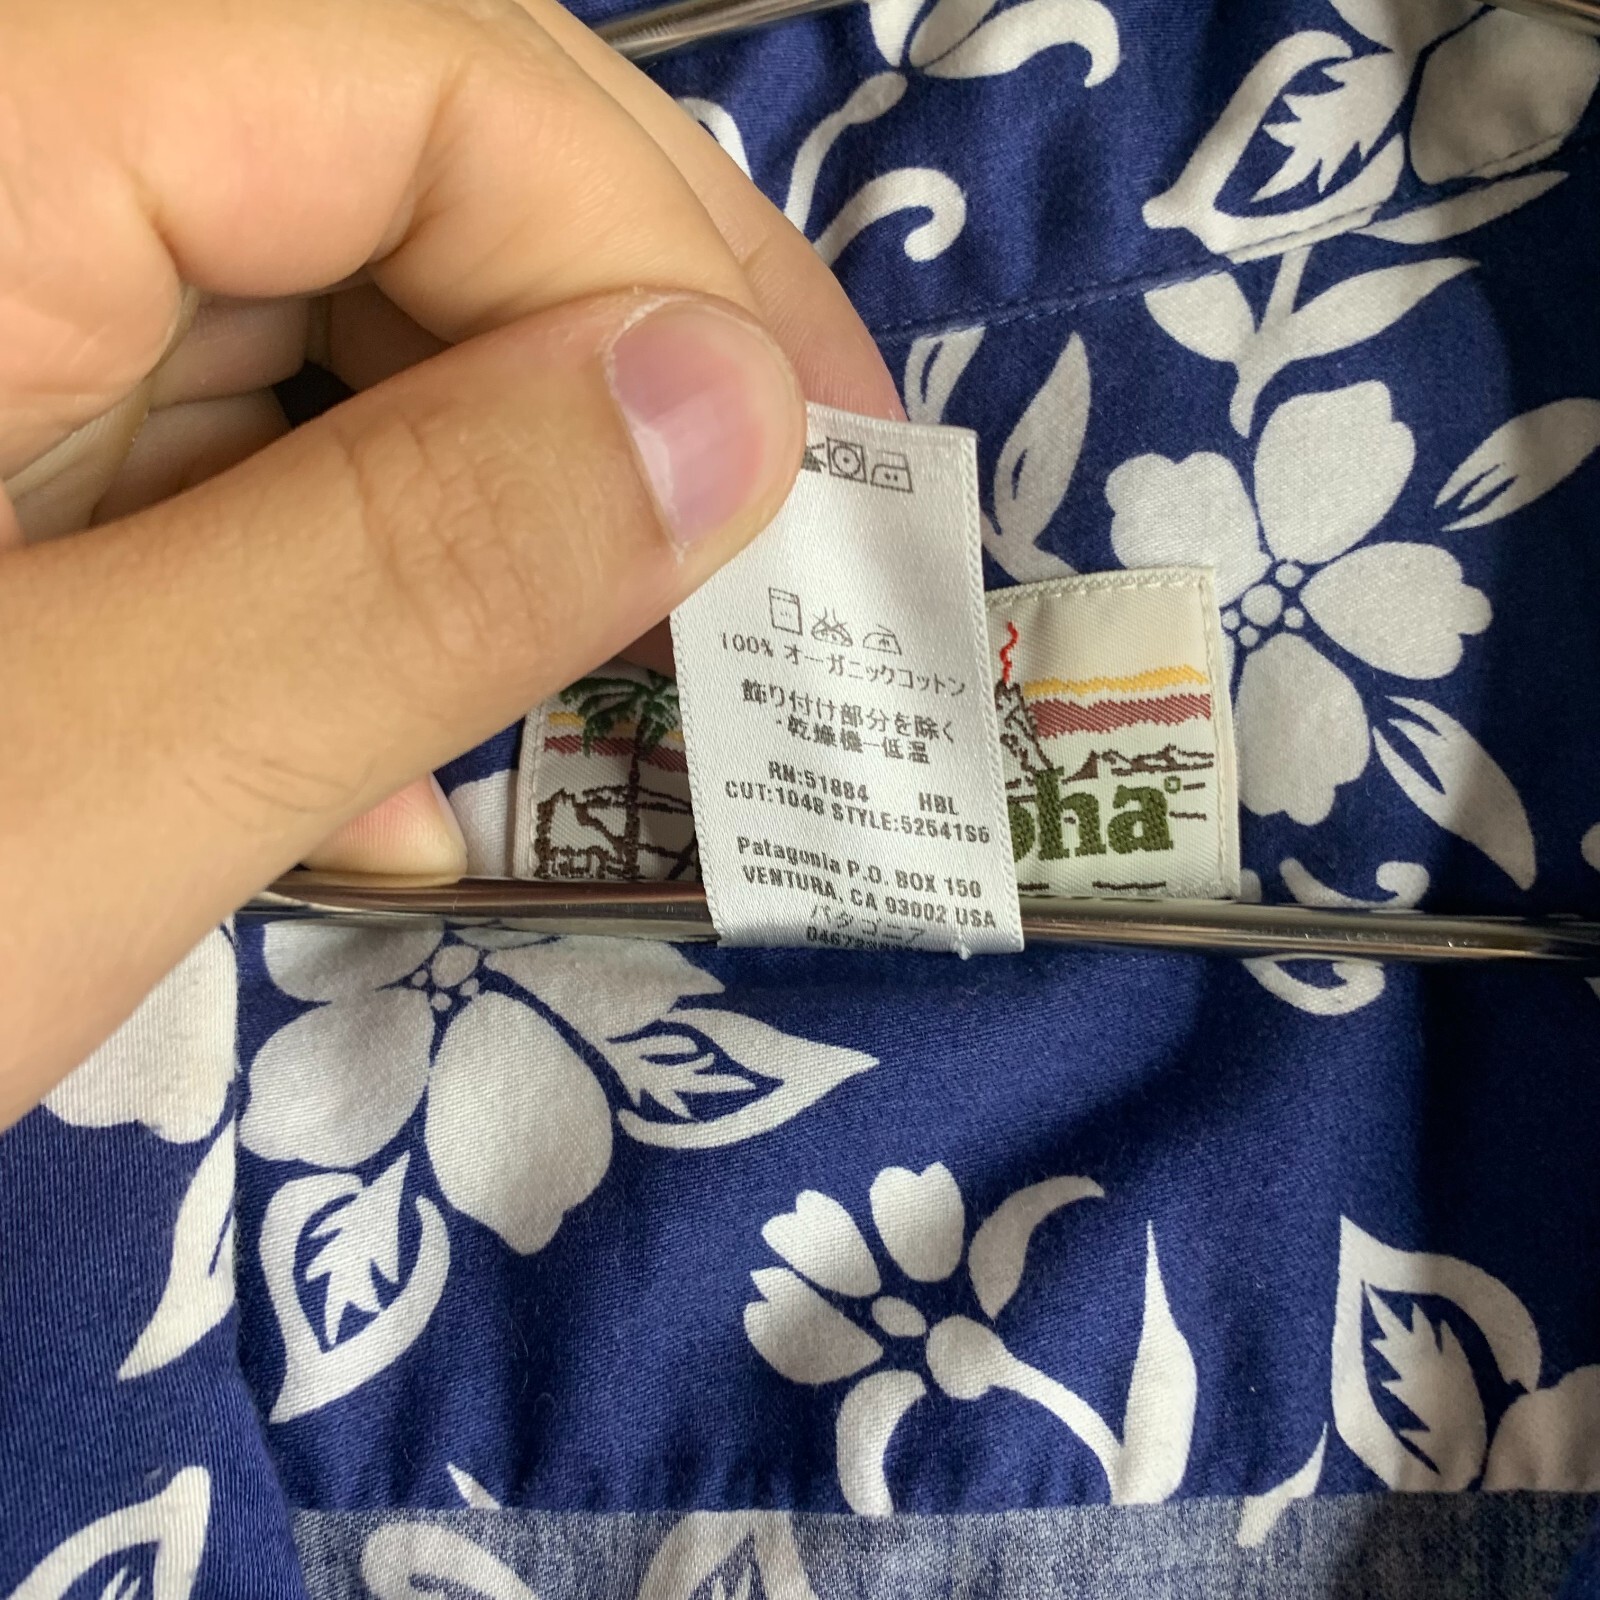 100% オーガニックコットン
飾り付け部分を除く
・乾燥機ー低温
RN:51884 HBL
CUT:1048 STYLE:52541S6
Patagonia P.O. BOX 150
VENTURA, CA 93002 USA
パタゴニア
oha